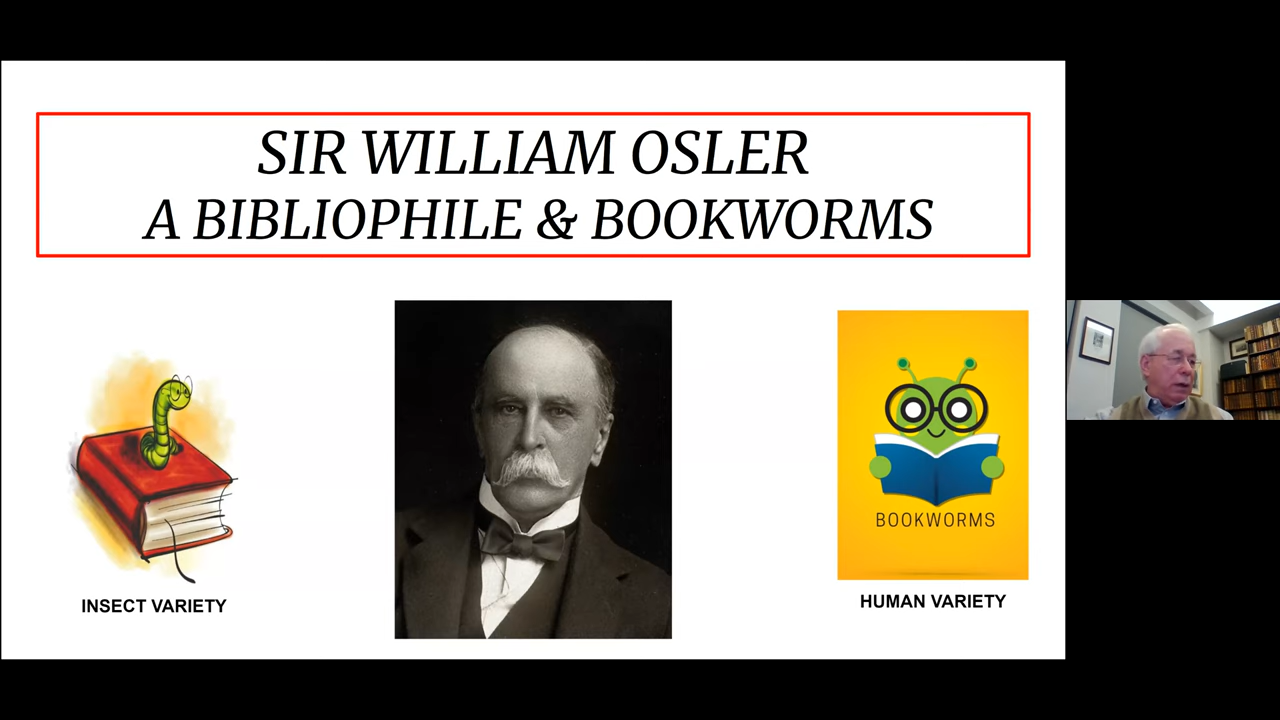 SIR WILLIAM OSLER
A BIBLIOPHILE & BOOKWORMS
BOOKWORMS
INSECT VARIETY
HUMAN VARIETY